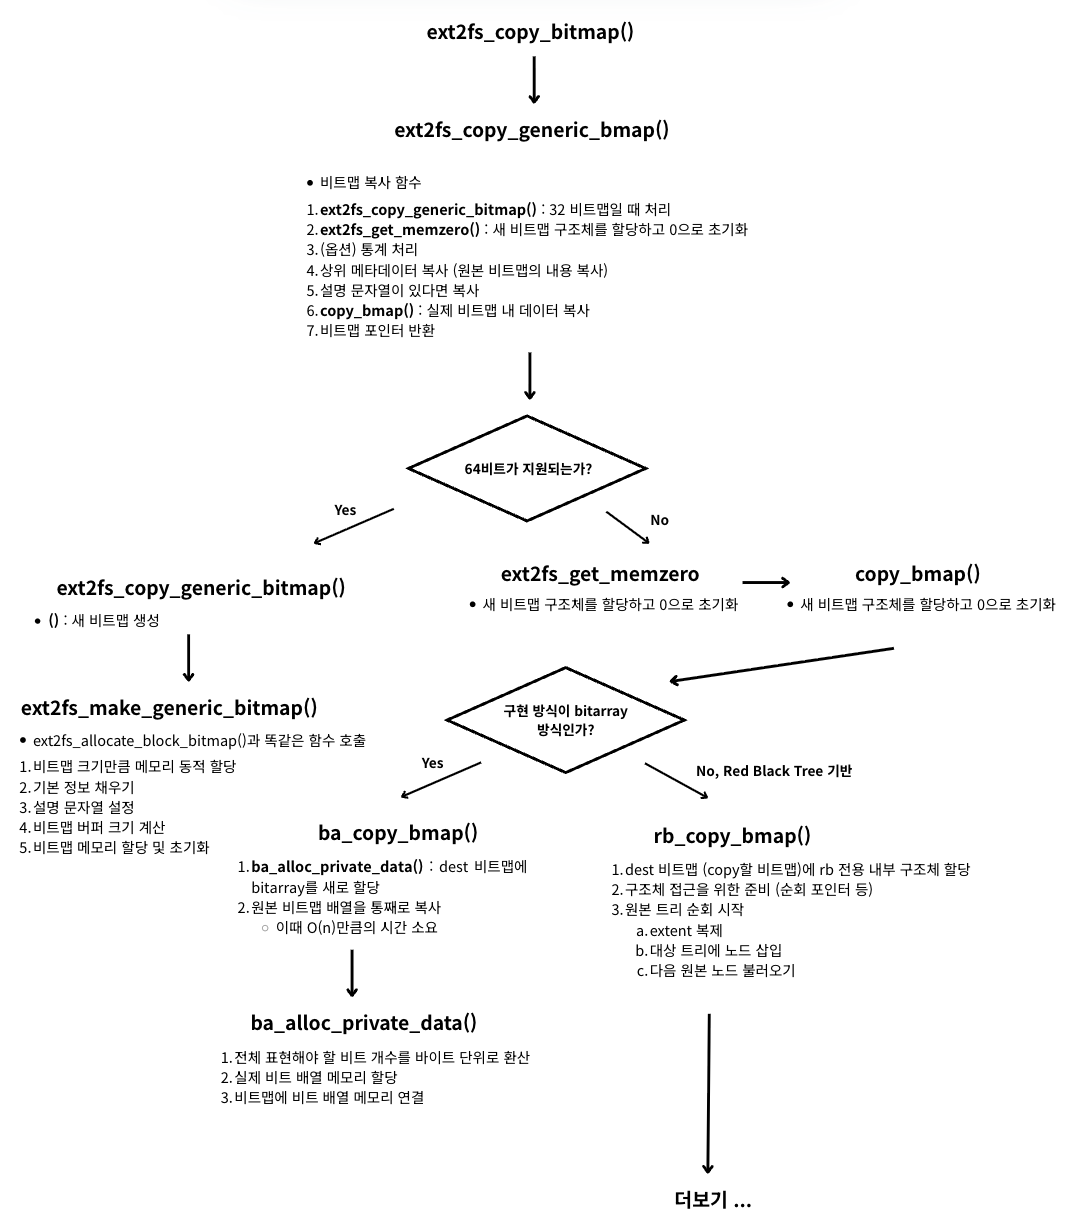 ext2fs_copy_bitmap()
ext2fs_copy_generic_bmap()
• 비트맵 복사 함수
1. ext2fs_copy_generic_bitmap() : 32 비트맵일 때 처리
2. ext2fs_get_memzero() : 새 비트맵 구조체를 할당하고 0으로 초기화
3. (옵션) 통계 처리
4. 상위 메타데이터 복사 (원본 비트맵의 내용 복사)
5. 설명 문자열이 있다면 복사
6. copy_bmap() : 실제 비트맵 내 데이터 복사
7. 비트맵 포인터 반환
64비트가 지원되는가?
Yes
No
ext2fs_copy_generic_bitmap()
• () : 새 비트맵 생성
ext2fs_get_memzero
• 새 비트맵 구조체를 할당하고 0으로 초기화
copy_bmap()
• 새 비트맵 구조체를 할당하고 0으로 초기화
ext2fs_make_generic_bitmap()
• ext2fs_allocate_block_bitmap()과 똑같은 함수 호출
1. 비트맵 크기만큼 메모리 동적 할당
2. 기본 정보 채우기
3. 설명 문자열 설정
4. 비트맵 버퍼 크기 계산
5. 비트맵 메모리 할당 및 초기화
구현 방식이 bitarray
방식인가?
Yes
No, Red Black Tree 기반
ba_copy_bmap()
1. ba_alloc_private_data() : dest 비트맵에
bitarray를 새로 할당
2. 원본 비트맵 배열을 통째로 복사
○ 이때 O(n)만큼의 시간 소요
rb_copy_bmap()
1. dest 비트맵 (copy할 비트맵)에 rb 전용 내부 구조체 할당
2. 구조체 접근을 위한 준비 (순회 포인터 등)
3. 원본 트리 순회 시작
a. extent 복제
b. 대상 트리에 노드 삽입
c. 다음 원본 노드 불러오기
ba_alloc_private_data()
1. 전체 표현해야 할 비트 개수를 바이트 단위로 환산
2. 실제 비트 배열 메모리 할당
3. 비트맵에 비트 배열 메모리 연결
더보기 ...